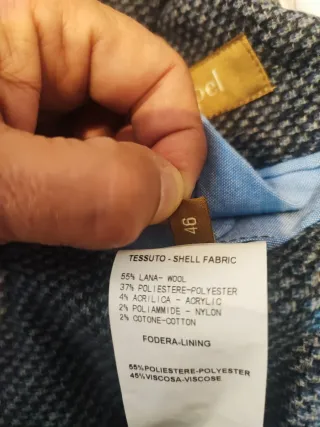 46
TESSUTO - SHELL FABRIC
55% LANA- WOOL
37% POLIESTERE-POLYESTER
4% ACRILICA - ACRYLIC
2% POLIAMMIDE - NYLON
2% COTONE-COTTON
FODERA-LINING
55%POLIESTERE-POLYESTER
45%VISCOSA-VISCOSE